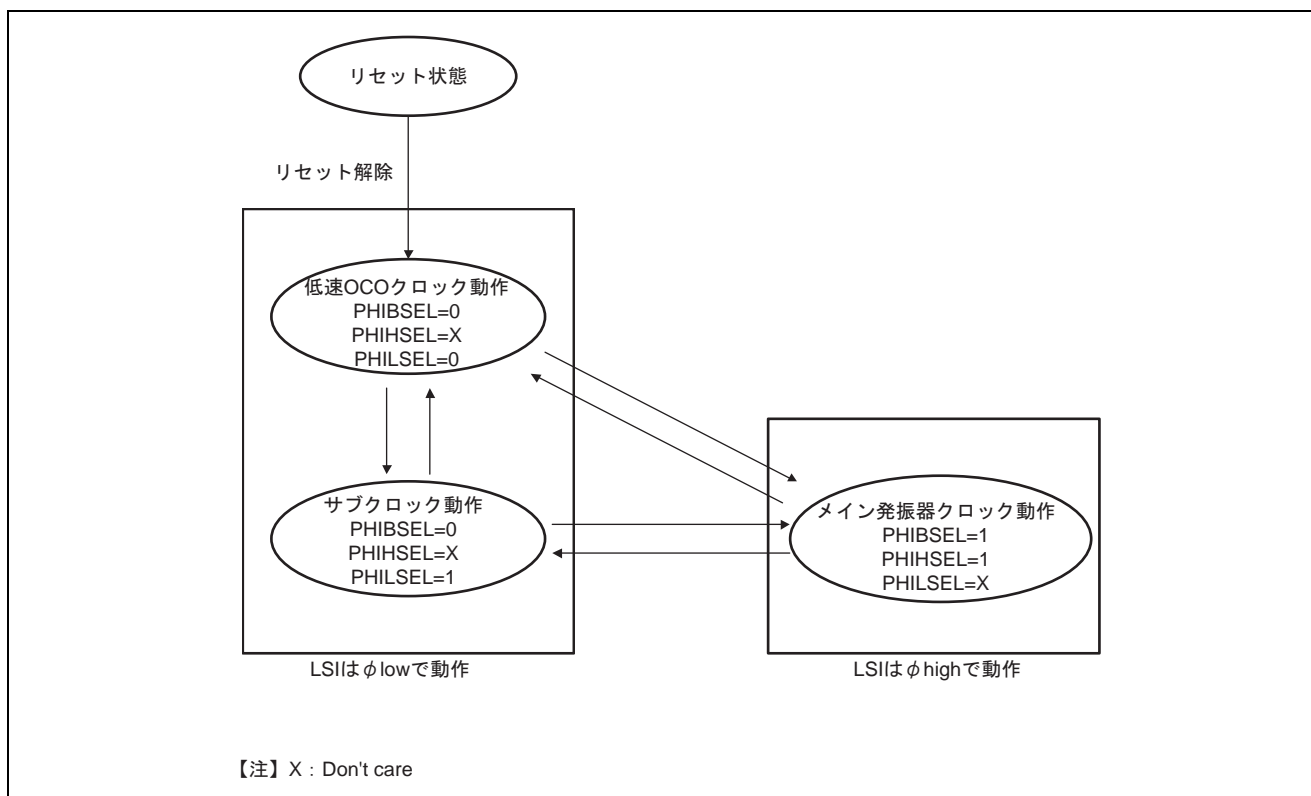 リセット状態
リセット解除
低速OCOクロック動作
PHIBSEL=0
PHIHSEL=X
PHILSEL=0
サブクロック動作
PHIBSEL=0
PHIHSEL=X
PHILSEL=1
LSIはφlowで動作
メイン発振器クロック動作
PHIBSEL=1
PHIHSEL=1
PHILSEL=X
LSIはφhighで動作
【注】X：Don't care